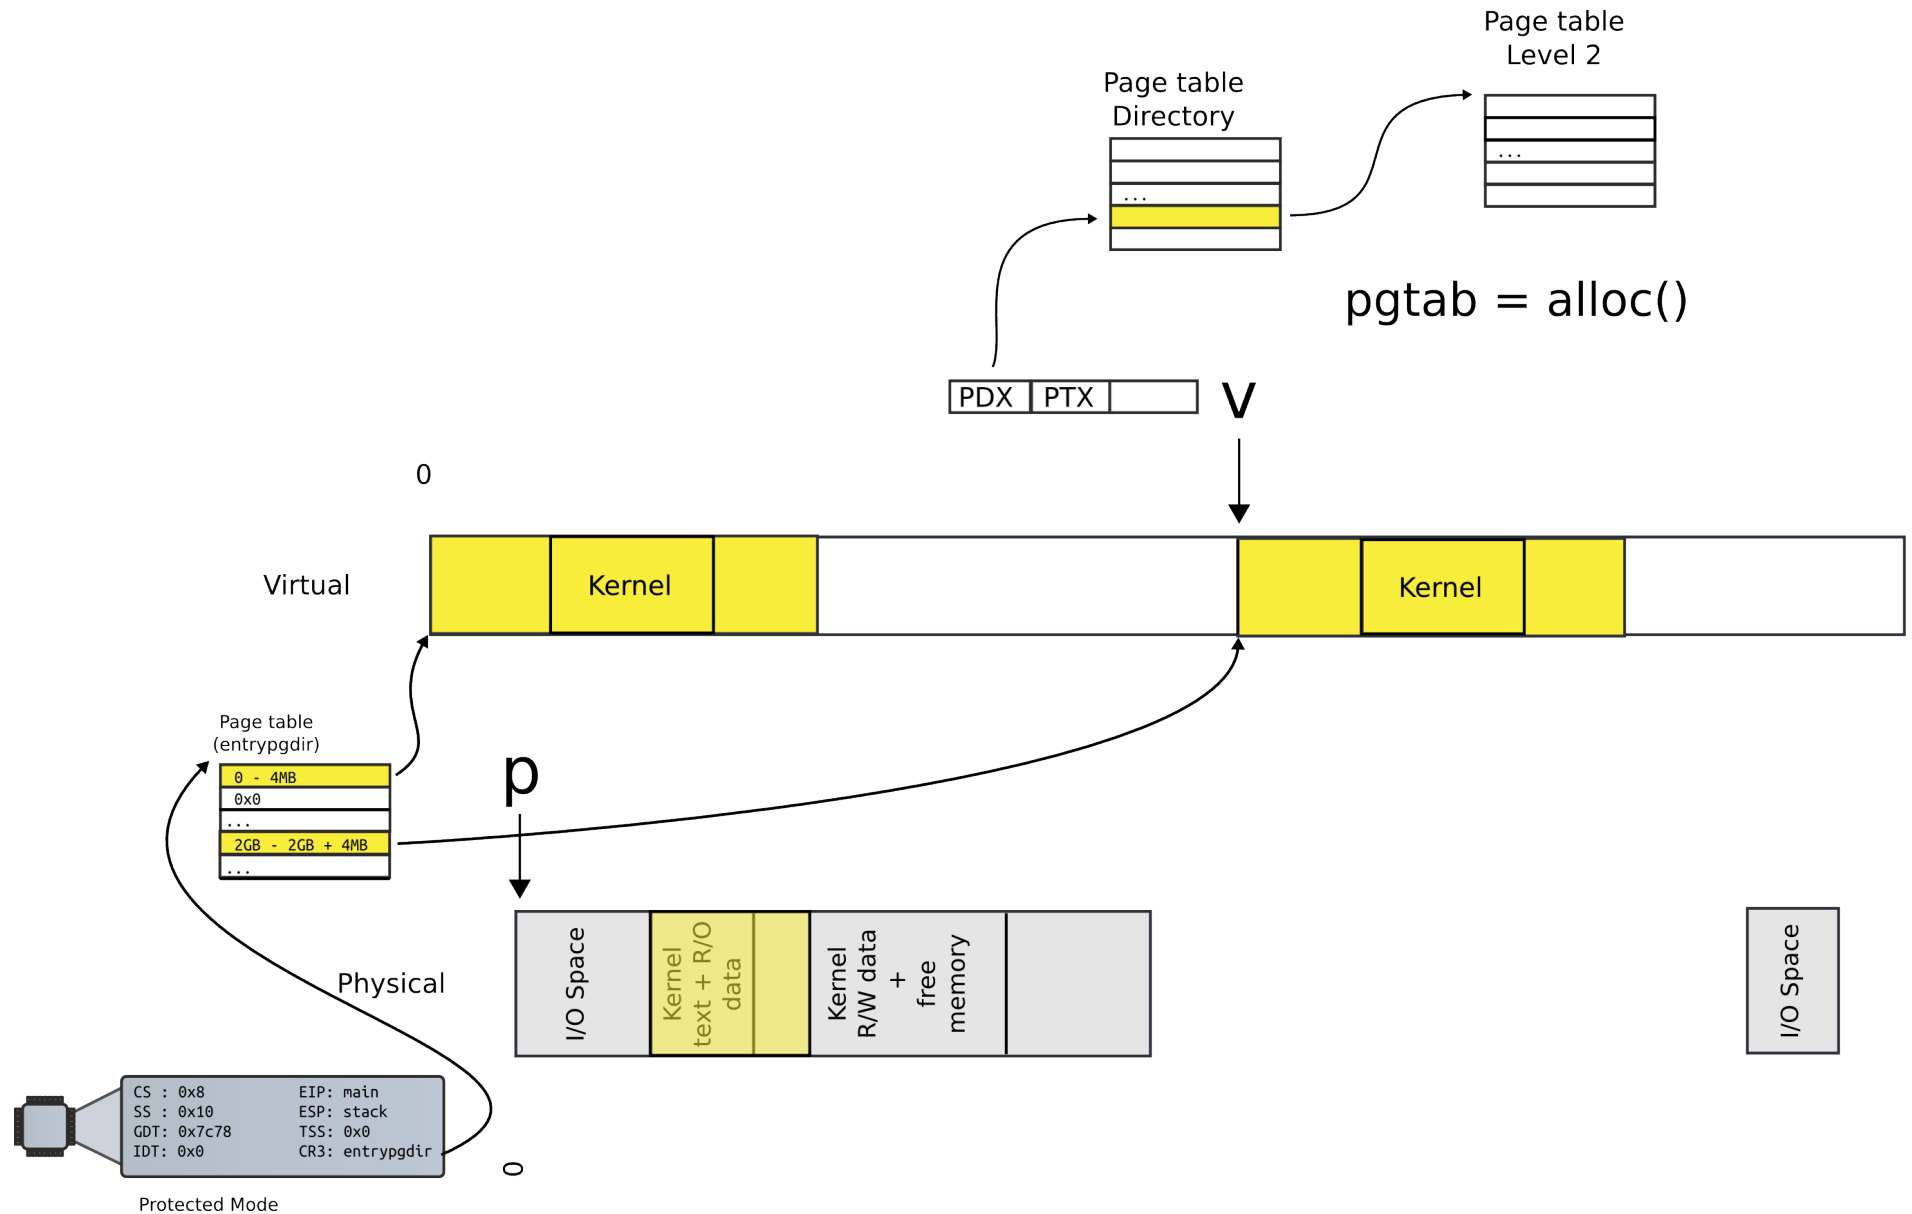 Page table
Level 2
Page table
Directory
...
...
pgtab = alloc()
PDX PTX
v
0
Virtual
Kernel
Kernel
Page table
(entrypgdir)
0 - 4MB
0x0
...
2GB - 2GB + 4MB
...
p
Physical
I/O Space
Kernel
text + R/O
data
Kernel
R/W data
+
free
memory
I/O Space
CS : 0x8 EIP: main
SS : 0x10 ESP: stack
GDT: 0x7c78 TSS: 0x0
IDT: 0x0 CR3: entrypgdir
0
Protected Mode